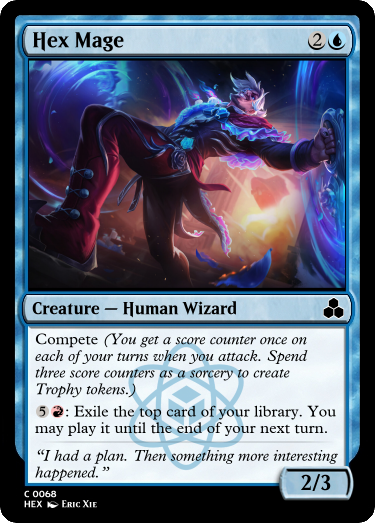 Hex Mage 2
Creature — Human Wizard
Compete (You get a score counter once on
each of your turns when you attack. Spend
three score counters as a sorcery to create
Trophy tokens.)
5 : Exile the top card of your library. You
may play it until the end of your next turn.
“I had a plan. Then something more interesting
happened.”
2/3
C 0068
HEX Eric Xie